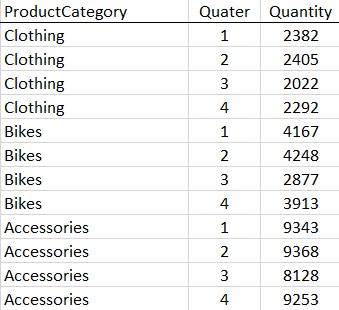 ProductCategory Quater Quantity
Clothing 1 2382
Clothing 2 2405
Clothing 3 2022
Clothing 4 2292
Bikes 1 4167
Bikes 2 4248
Bikes 3 2877
Bikes 4 3913
Accessories 1 9343
Accessories 2 9368
Accessories 3 8128
Accessories 4 9253